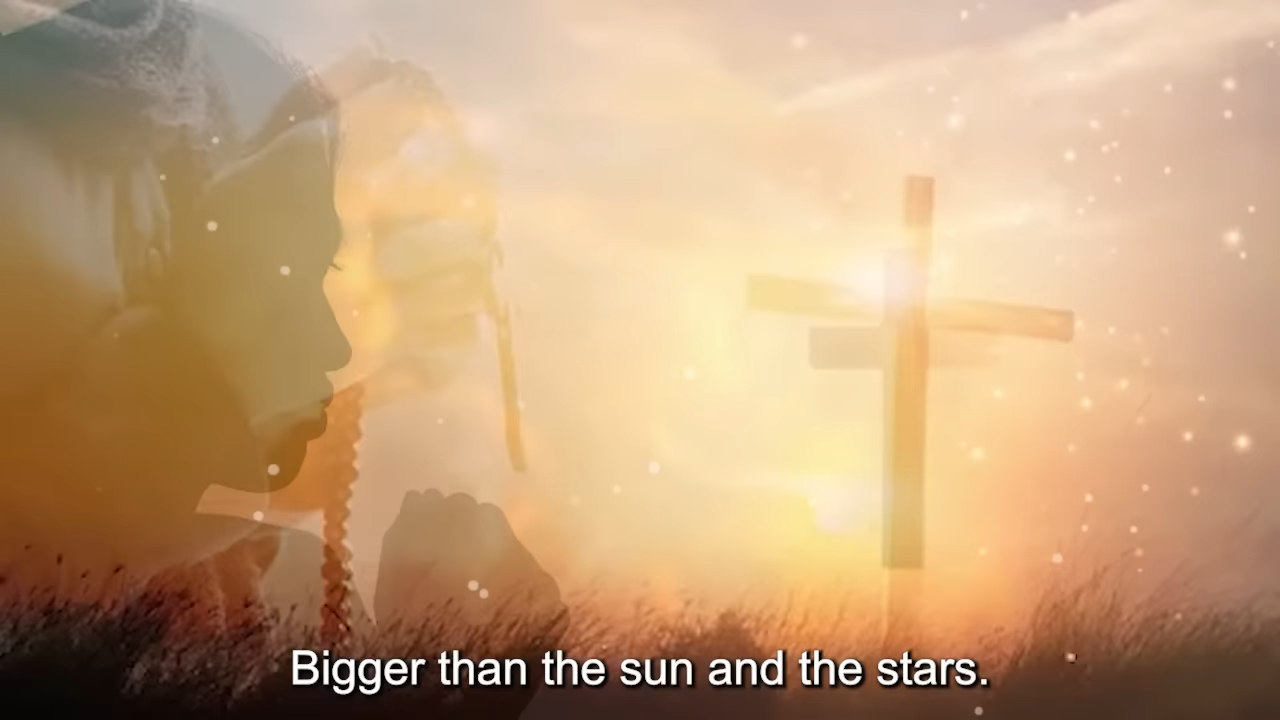 Bigger than the sun and the stars.